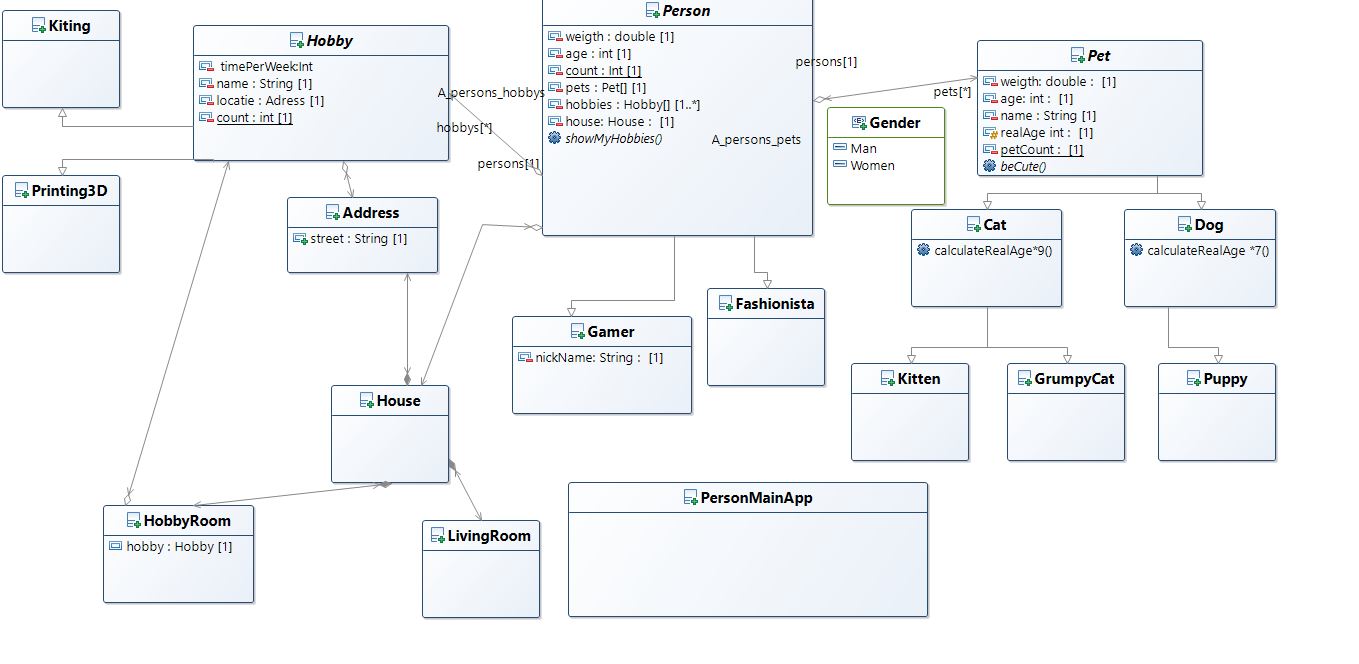 Kiting
Hobby
timePerWeek:Int
name : String [1]
locatie : Adress [1]
count : int [1]
Person
weigth : double [1]
age : int [1]
count : Int [1]
pets : Pet[] [1]
hobbies : Hobby[] [1..*]
house: House : [1]
showMyHobbies()
A_persons_hobbys
hobbys[*]
persons[1]
persons[1]
pets[*]
A_persons_pets
Gender
Man
Women
Pet
weigth: double : [1]
age: int : [1]
name : String [1]
realAge int : [1]
petCount : [1]
beCute()
Printing3D
Address
street : String [1]
Cat
calculateRealAge*9()
Dog
calculateRealAge *7()
Gamer
nickName: String : [1]
Fashionista
House
Kitten
GrumpyCat
Puppy
HobbyRoom
hobby : Hobby [1]
LivingRoom
PersonMainApp